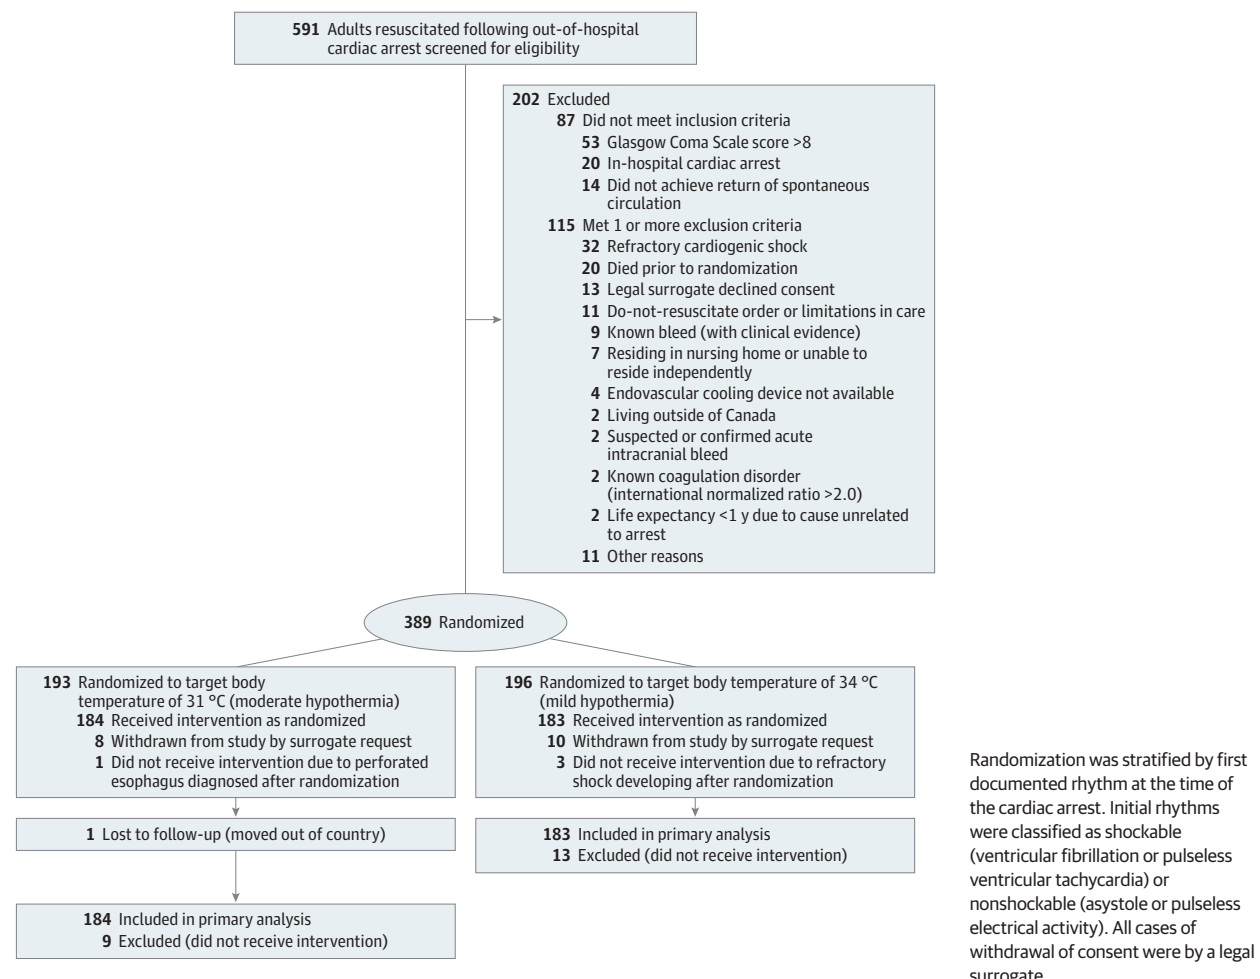 591 Adults resuscitated following out-of-hospital
cardiac arrest screened for eligibility
202 Excluded
87 Did not meet inclusion criteria
53 Glasgow Coma Scale score >8
20 In-hospital cardiac arrest
14 Did not achieve return of spontaneous
circulation
115 Met 1 or more exclusion criteria
32 Refractory cardiogenic shock
20 Died prior to randomization
13 Legal surrogate declined consent
11 Do-not-resuscitate order or limitations in care
9 Known bleed (with clinical evidence)
7 Residing in nursing home or unable to
reside independently
4 Endovascular cooling device not available
2 Living outside of Canada
2 Suspected or confirmed acute
intracranial bleed
2 Known coagulation disorder
(international normalized ratio >2.0)
2 Life expectancy <1 y due to cause unrelated
to arrest
11 Other reasons
389 Randomized
193 Randomized to target body
temperature of 31 °C (moderate hypothermia)
184 Received intervention as randomized
8 Withdrawn from study by surrogate request
1 Did not receive intervention due to perforated
esophagus diagnosed after randomization
1 Lost to follow-up (moved out of country)
184 Included in primary analysis
9 Excluded (did not receive intervention)
196 Randomized to target body temperature of 34 °C
(mild hypothermia)
183 Received intervention as randomized
10 Withdrawn from study by surrogate request
3 Did not receive intervention due to refractory
shock developing after randomization
183 Included in primary analysis
13 Excluded (did not receive intervention)
Randomization was stratified by first
documented rhythm at the time of
the cardiac arrest. Initial rhythms
were classified as shockable
(ventricular fibrillation or pulseless
ventricular tachycardia) or
nonshockable (asystole or pulseless
electrical activity). All cases of
withdrawal of consent were by a legal
surrogate